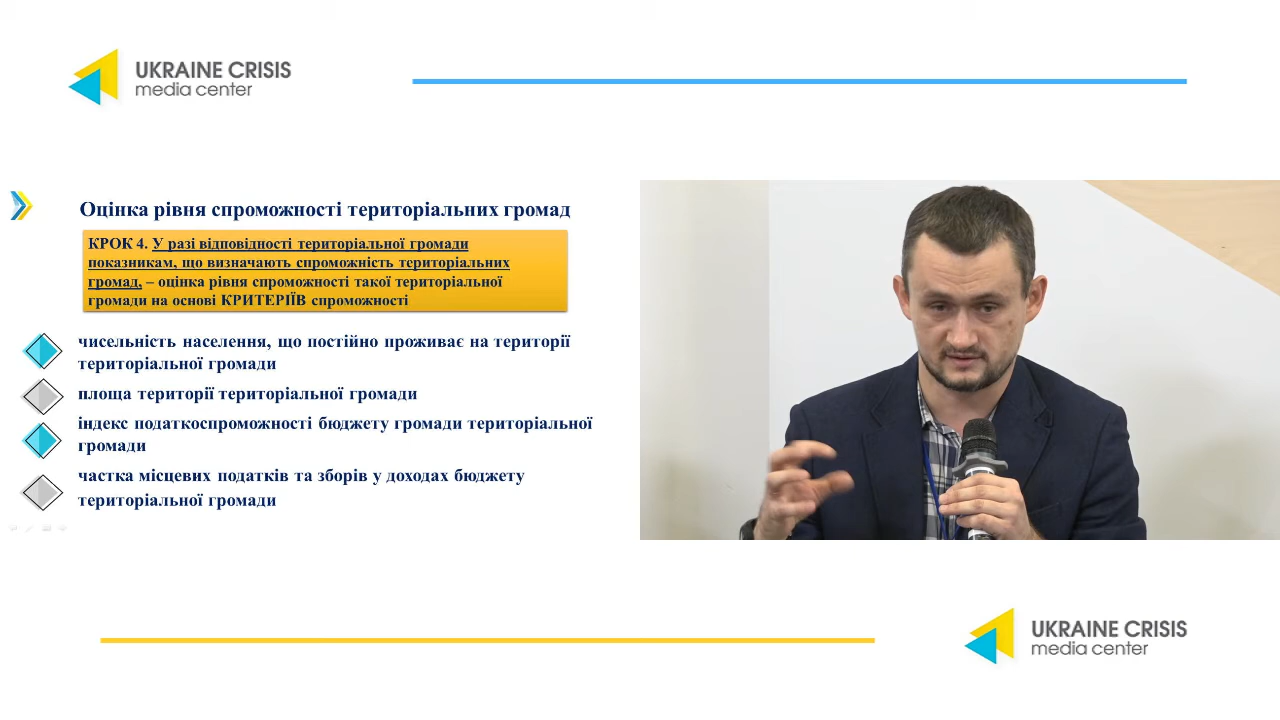 UKRAINE CRISIS
media center
Оцінка рівня спроможності територіальних громад
КРОК 4. У разі відповідності територіальної громади
показникам, що визначають спроможність територіальних
громад, – оцінка рівня спроможності такої територіальної
громади на основі КРИТЕРІЇВ спроможності
чисельність населення, що постійно проживає на території
територіальної громади
площа території територіальної громади
індекс податкоспроможності бюджету громади територіальної
громади
частка місцевих податків та зборів у доходах бюджету
територіальної громади
UKRAINE CRISIS
media center